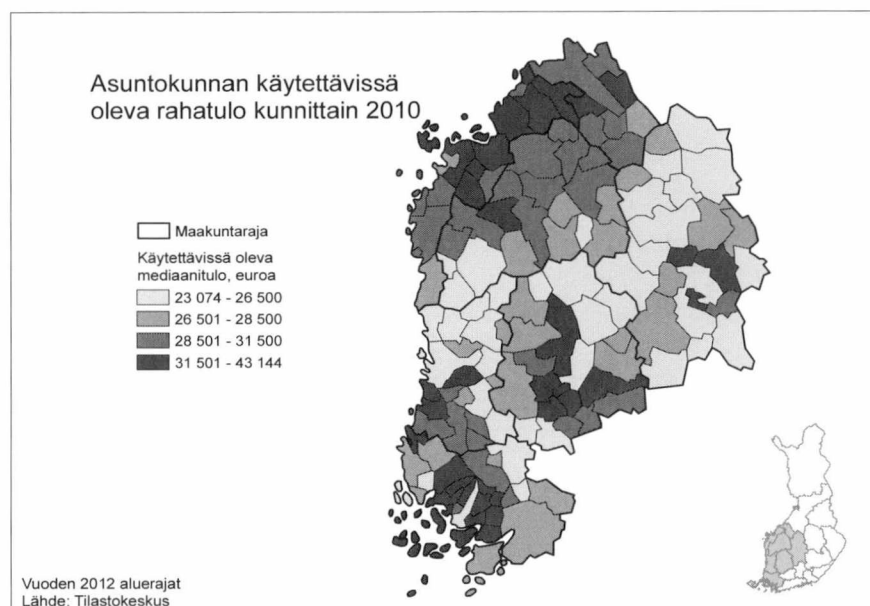 Asuntokunnan käytettävissä
oleva rahatulo kunnittain 2010
Maakuntaraja
Käytettävissä oleva
mediaanitulo, euroa
23 074 - 26 500
26 501 - 28 500
28 501 - 31 500
31 501 - 43 144
Vuoden 2012 aluerajat
Lähde: Tilastokeskus